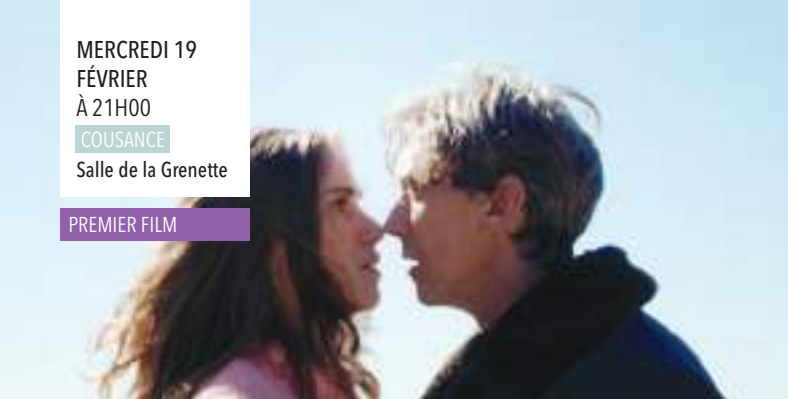 MERCREDI 19
FÉVRIER
À 21H00
COUSANCE
Salle de la Grenette
PREMIER FILM